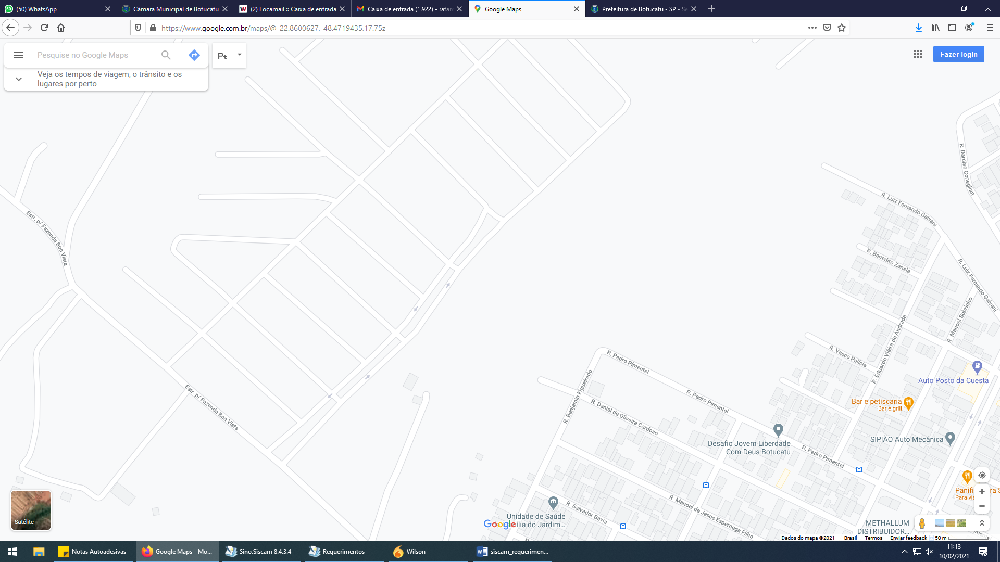 (50) WhatsApp
Câmara Municipal de Botucatu
(2) Locamail :: Caixa de entrada
Caixa de entrada (1.922) - rafar
Google Maps
Prefeitura de Botucatu - SP - Se
https://www.google.com.br/maps/@-22.8600627,-48.4719435,17.75z
Pesquise no Google Maps
Pt
Fazer login
Veja os tempos de viagem, o trânsito e os
lugares por perto
R. Darciso Coneglian
R. Luiz Fernando Galvani
Estr. p/ Fazenda Boa Vista
R. Benedito Zanela
R. Luiz Fernando Galvani
R. Manoel Sobrinho
R. Eduardo Viêira de Andrade
R. Vasco Pelícia
R. Pedro Pimentel
R. Benjamin Figueiredo
Auto Posto da Cuesta
R. Pedro Pimentel
Estr. p/ Fazenda Boa Vista
R. Daniel de Oliveira Cardoso
Bar e petiscaria
Bar e grill
SIPIÃO Auto Mecânica
Desafio Jovem Liberdade
Com Deus Botucatu
R. Pedro Pimentel
Panifi
ra S
Para via
R. Manoel de Jesus Espernega Filho
R. Salvador Bávia
Unidade de Saúde
ília do Jardim...
Satélite
Google
METHALLUM
DISTRIBUIDOR...
Dados do mapa ©2021
Brasil
Termos
Enviar feedback
50 m
Notas Autoadesivas
Google Maps - Mo...
Sino.Siscam 8.4.3.4
Requerimentos
Wilson
siscam_requerimen...
11:13
10/02/2021